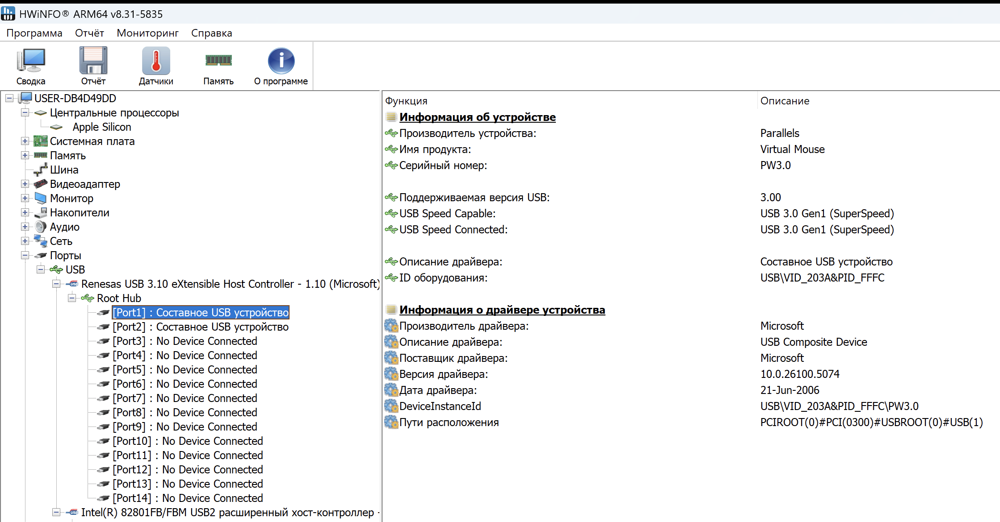 HWiNFO® ARM64 v8.31-5835
Программа Отчёт Мониторинг Справка
Сводка Отчёт Датчики Память О программе
USER-DB4D49DD
Центральные процессоры
Apple Silicon
Системная плата
Память
Шина
Видеоадаптер
Монитор
Накопители
Аудио
Сеть
Порты
USB
Renesas USB 3.10 eXtensible Host Controller - 1.10 (Microsoft)
Root Hub
[Port1] : Составное USB устройство
[Port2] : Составное USB устройство
[Port3] : No Device Connected
[Port4] : No Device Connected
[Port5] : No Device Connected
[Port6] : No Device Connected
[Port7] : No Device Connected
[Port8] : No Device Connected
[Port9] : No Device Connected
[Port10] : No Device Connected
[Port11] : No Device Connected
[Port12] : No Device Connected
[Port13] : No Device Connected
[Port14] : No Device Connected
Intel(R) 82801FB/FBM USB2 расширенный хост-контроллер -
Функция Описание
Информация об устройстве
Производитель устройства: Parallels
Имя продукта: Virtual Mouse
Серийный номер: PW3.0
Поддерживаемая версия USB: 3.00
USB Speed Capable: USB 3.0 Gen1 (SuperSpeed)
USB Speed Connected: USB 3.0 Gen1 (SuperSpeed)
Описание драйвера: Составное USB устройство
ID оборудования: USB\VID_203A&PID_FFFC
Информация о драйвере устройства
Производитель драйвера: Microsoft
Описание драйвера: USB Composite Device
Поставщик драйвера: Microsoft
Версия драйвера: 10.0.26100.5074
Дата драйвера: 21-Jun-2006
DeviceInstanceId USB\VID_203A&PID_FFFC\PW3.0
Пути расположения PCIROOT(0)#PCI(0300)#USBROOT(0)#USB(1)